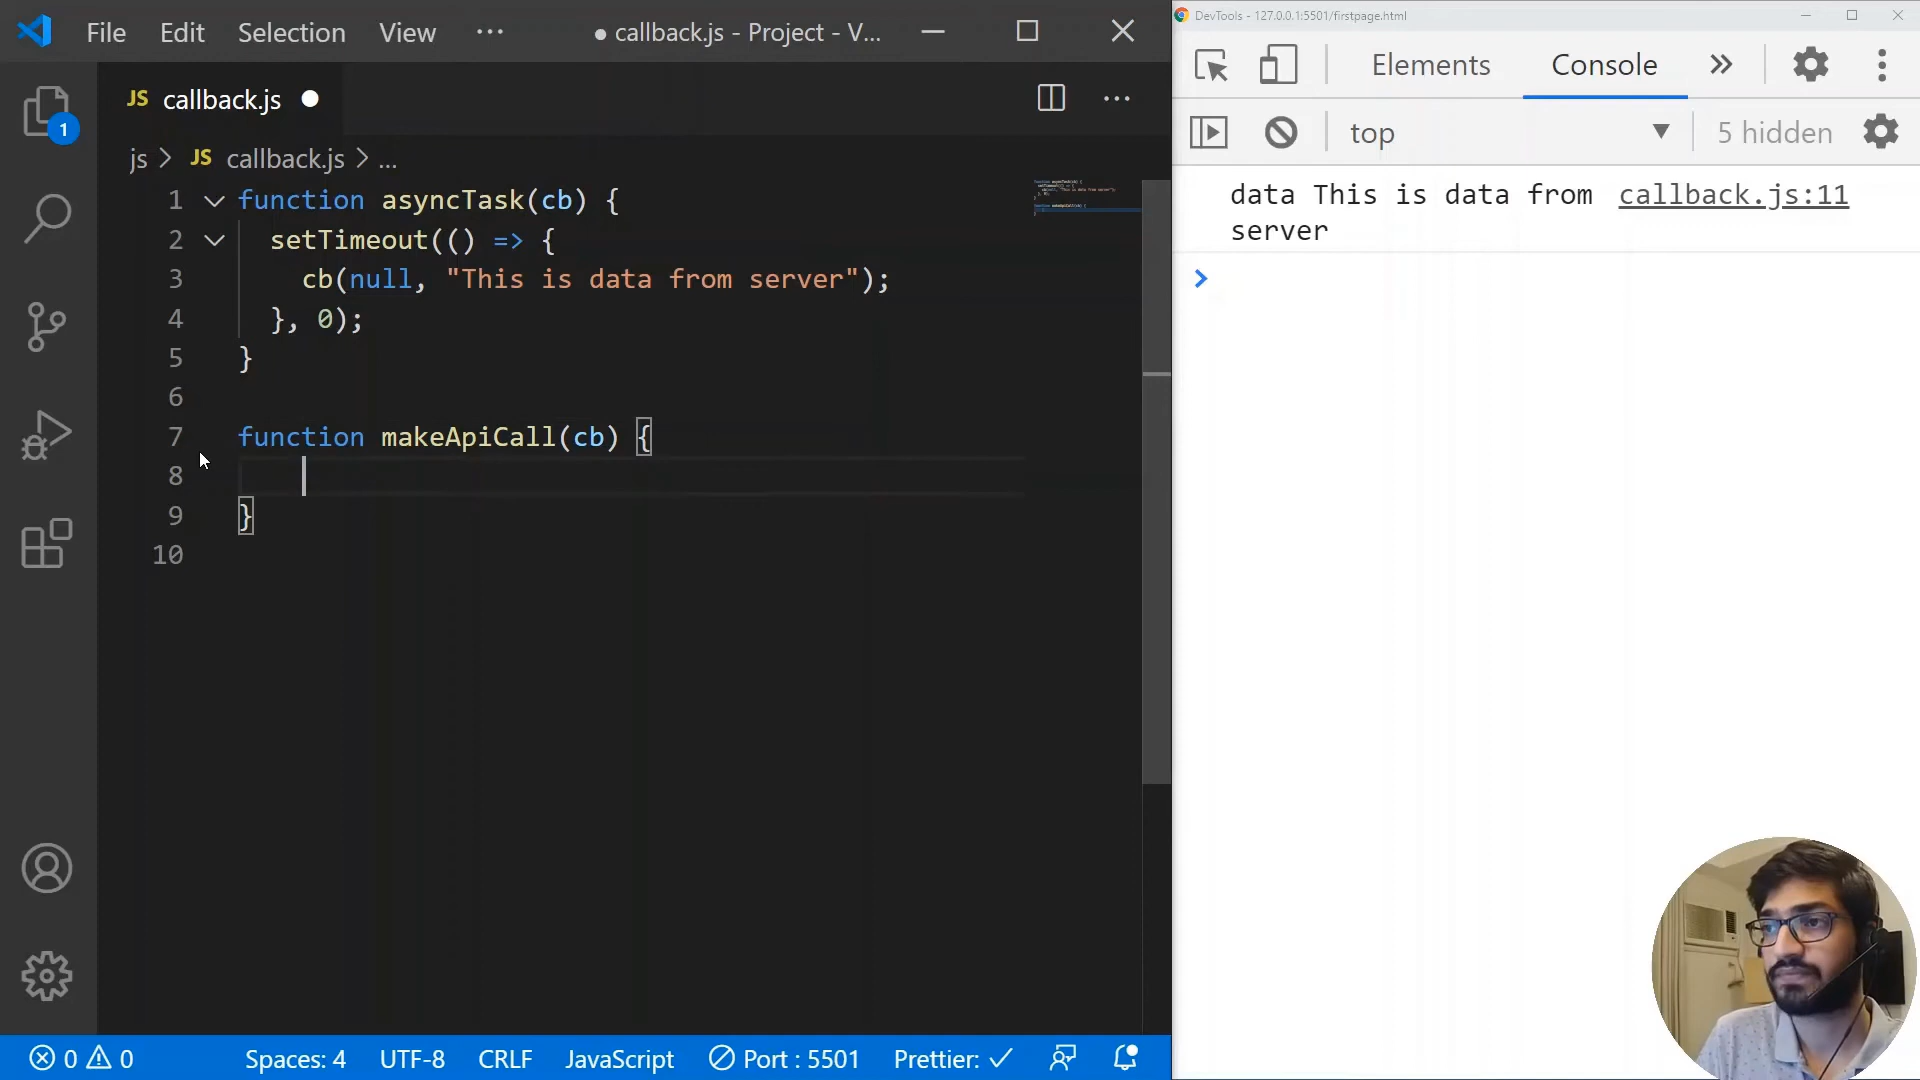 File Edit Selection View ··· ● callback.js - Project - V...
JS callback.js ●
js > JS callback.js > ...
1 function asyncTask(cb) {
2 setTimeout(() => {
3 cb(null, "This is data from server");
4 }, 0);
5 }
6
7 function makeApiCall(cb) {
8
9 }
10
1
0 0 Spaces: 4 UTF-8 CRLF JavaScript Port : 5501 Prettier: ✓
DevTools - 127.0.0.1:5501/firstpage.html
Elements Console »
top ▼ 5 hidden
data This is data from callback.js:11
server
>